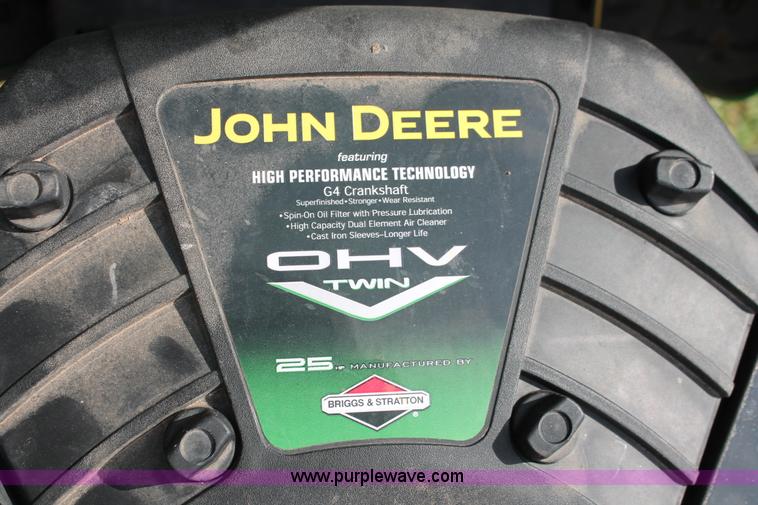 JOHN DEERE
featuring
HIGH PERFORMANCE TECHNOLOGY
G4 Crankshaft
Superfinished•Stronger•Wear Resistant
•Spin-On Oil Filter with Pressure Lubrication
•High Capacity Dual Element Air Cleaner
•Cast Iron Sleeves–Longer Life
OHV
TWIN
25 HP MANUFACTURED BY
BRIGGS & STRATTON
®
www.purplewave.com